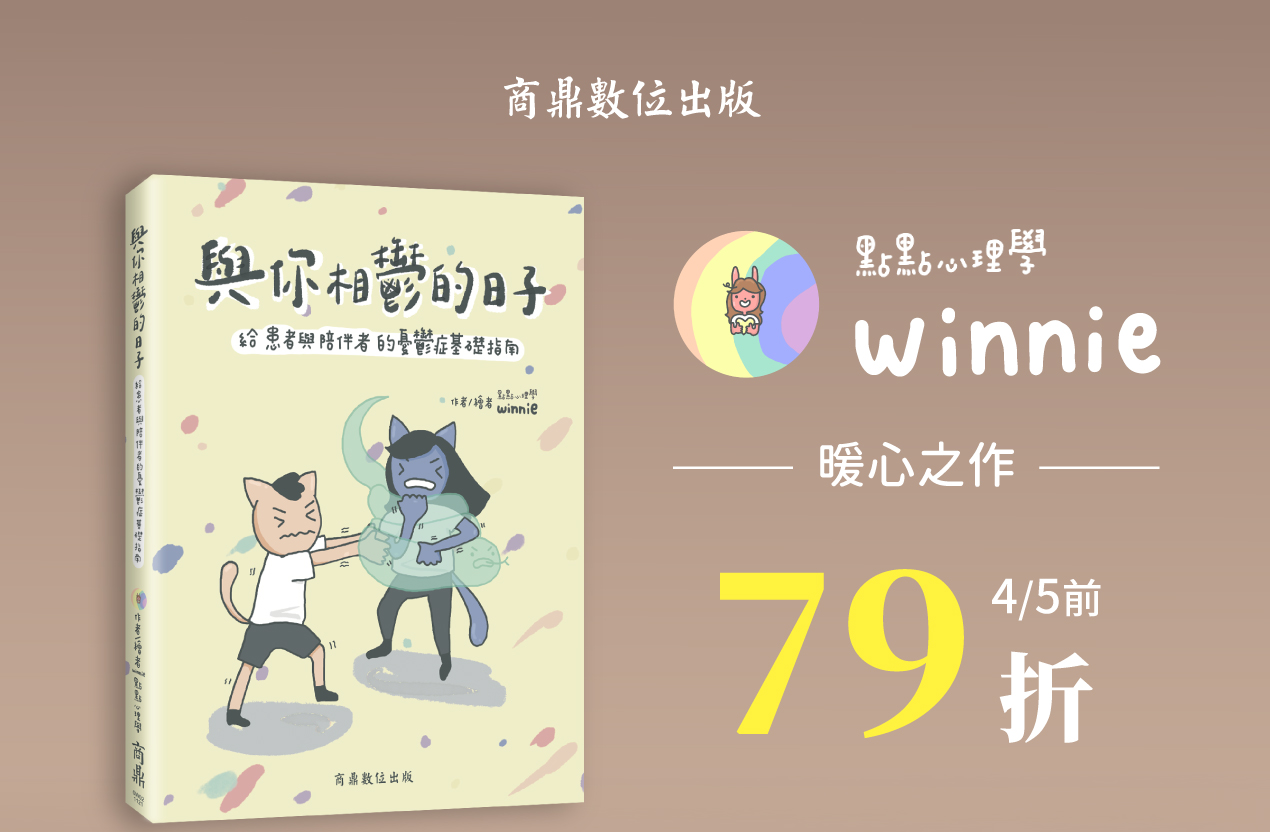 商鼎數位出版
與你相鬱的日子
給患者與陪伴者的憂鬱症基礎指南
作者/繪者 點點心理學 winnie
商鼎數位出版
與你相鬱的日子 給患者與陪伴者的憂鬱症基礎指南 作者/繪者 winnie 點點心理學 商鼎
點點心理學
winnie
暖心之作
79折
4/5前